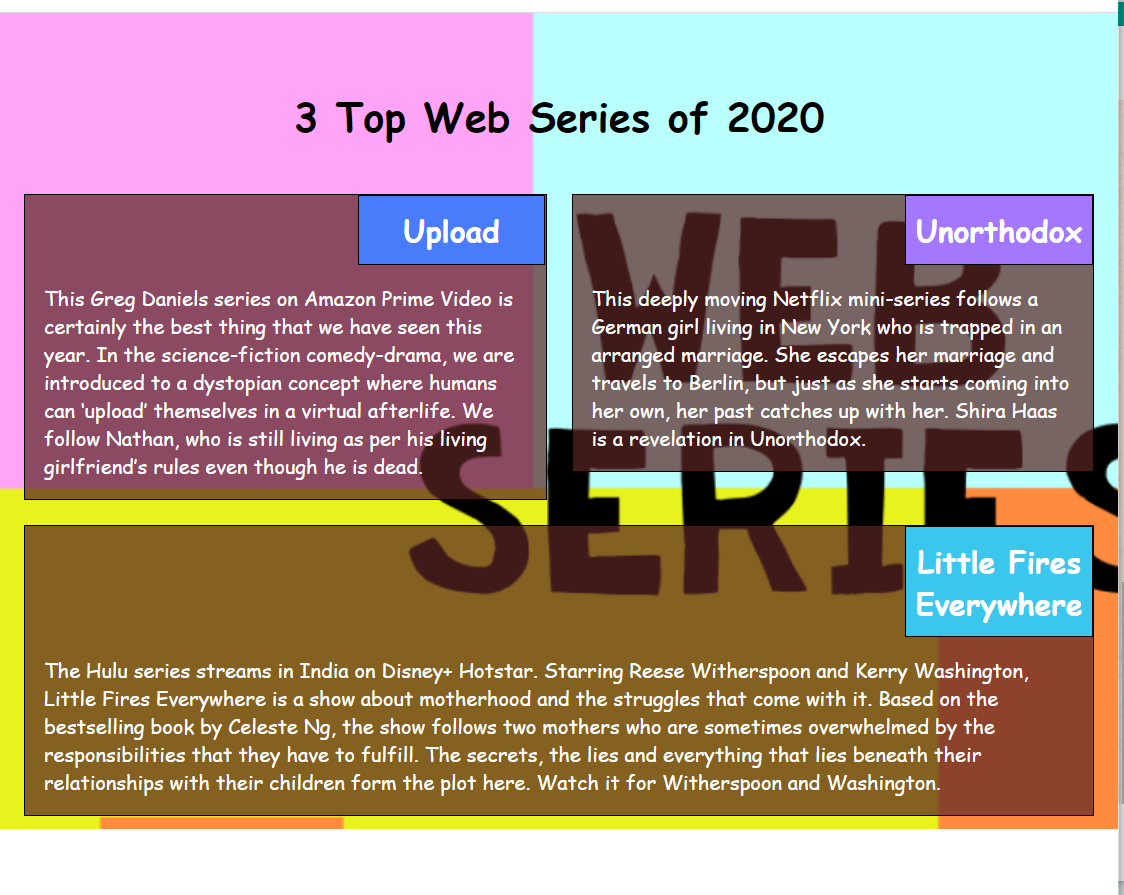 3 Top Web Series of 2020
Upload
This Greg Daniels series on Amazon Prime Video is
certainly the best thing that we have seen this
year. In the science-fiction comedy-drama, we are
introduced to a dystopian concept where humans
can ‘upload’ themselves in a virtual afterlife. We
follow Nathan, who is still living as per his living
girlfriend’s rules even though he is dead.
Unorthodox
This deeply moving Netflix mini-series follows a
German girl living in New York who is trapped in an
arranged marriage. She escapes her marriage and
travels to Berlin, but just as she starts coming into
her own, her past catches up with her. Shira Haas
is a revelation in Unorthodox.
WEB
SERIES
Little Fires
Everywhere
The Hulu series streams in India on Disney+ Hotstar. Starring Reese Witherspoon and Kerry Washington,
Little Fires Everywhere is a show about motherhood and the struggles that come with it. Based on the
bestselling book by Celeste Ng, the show follows two mothers who are sometimes overwhelmed by the
responsibilities that they have to fulfill. The secrets, the lies and everything that lies beneath their
relationships with their children form the plot here. Watch it for Witherspoon and Washington.